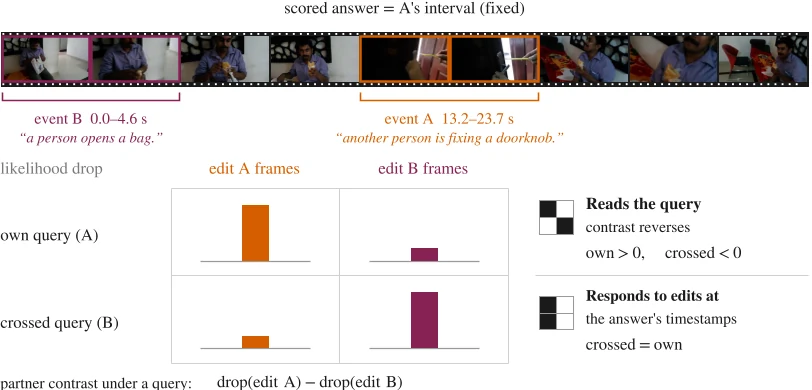 scored answer = A's interval (fixed)
event B 0.0–4.6 s
“a person opens a bag.”
event A 13.2–23.7 s
“another person is fixing a doorknob.”
likelihood drop
edit A frames
edit B frames
own query (A)
crossed query (B)
Reads the query
contrast reverses
own > 0, crossed < 0
Responds to edits at
the answer's timestamps
crossed = own
partner contrast under a query: drop(edit A) − drop(edit B)